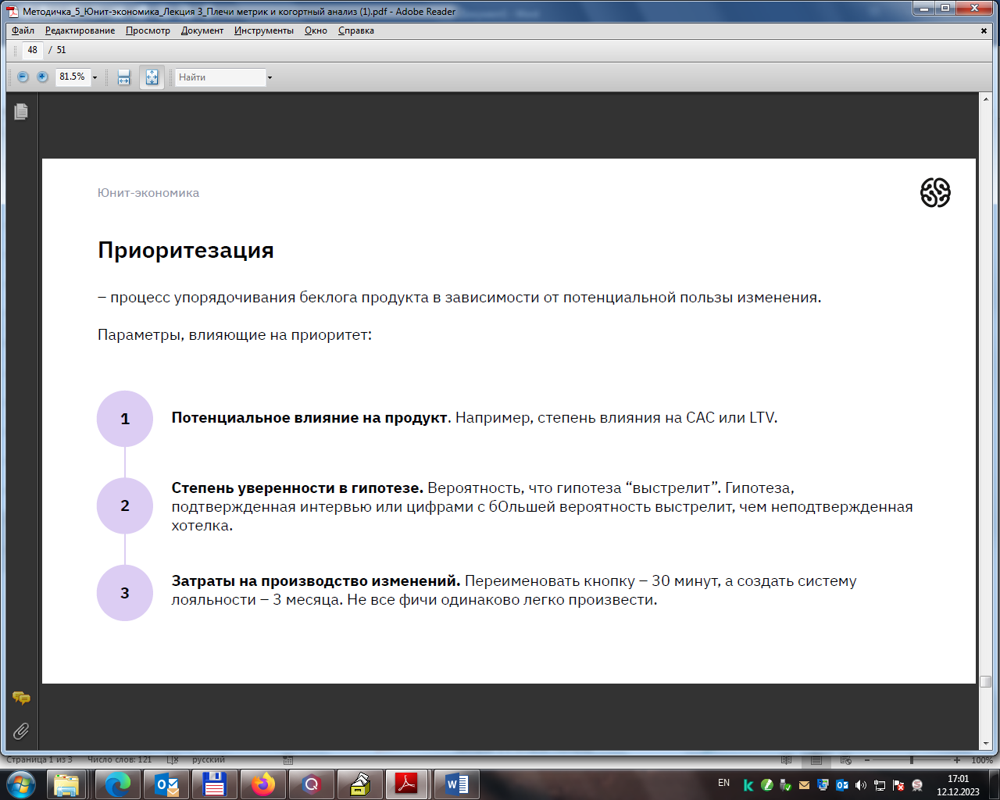 Методичка_5_Юнит-экономика_Лекция 3_Плечи метрик и когортный анализ (1).pdf - Adobe Reader
Файл Редактирование Просмотр Документ Инструменты Окно Справка
48 / 51
81.5% Найти
Юнит-экономика
Приоритезация
– процесс упорядочивания беклога продукта в зависимости от потенциальной пользы изменения.
Параметры, влияющие на приоритет:
1
Потенциальное влияние на продукт. Например, степень влияния на CAC или LTV.
2
Степень уверенности в гипотезе. Вероятность, что гипотеза “выстрелит”. Гипотеза,
подтвержденная интервью или цифрами с бОльшей вероятность выстрелит, чем неподтвержденная
хотелка.
3
Затраты на производство изменений. Переименовать кнопку – 30 минут, а создать систему
лояльности – 3 месяца. Не все фичи одинаково легко произвести.
Страница 1 из 3 Число слов: 121 русский 100%
EN 17:01
12.12.2023